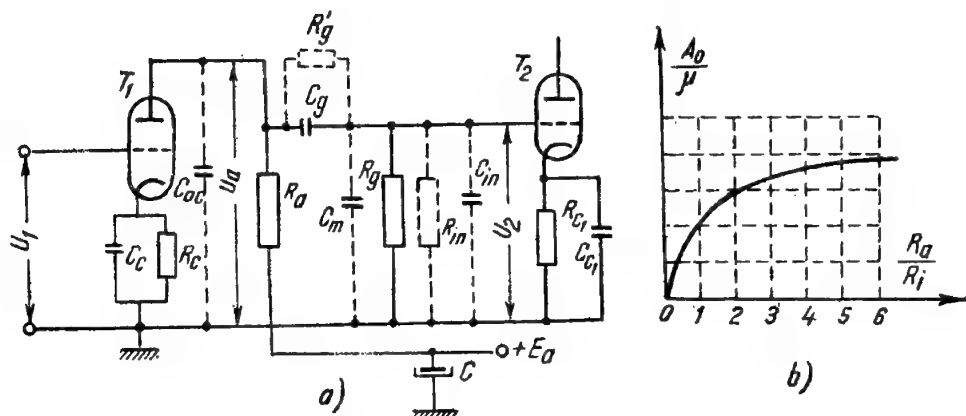 R'g
T1
Cg
T2
Coc
Ua
U1
Cc
Rc
Ra
Cm
Rg
Rin
Cin
U2
Rc1
Cc1
+Ea
C
a)
A0
μ
Ra
Ri
0 1 2 3 4 5 6
b)